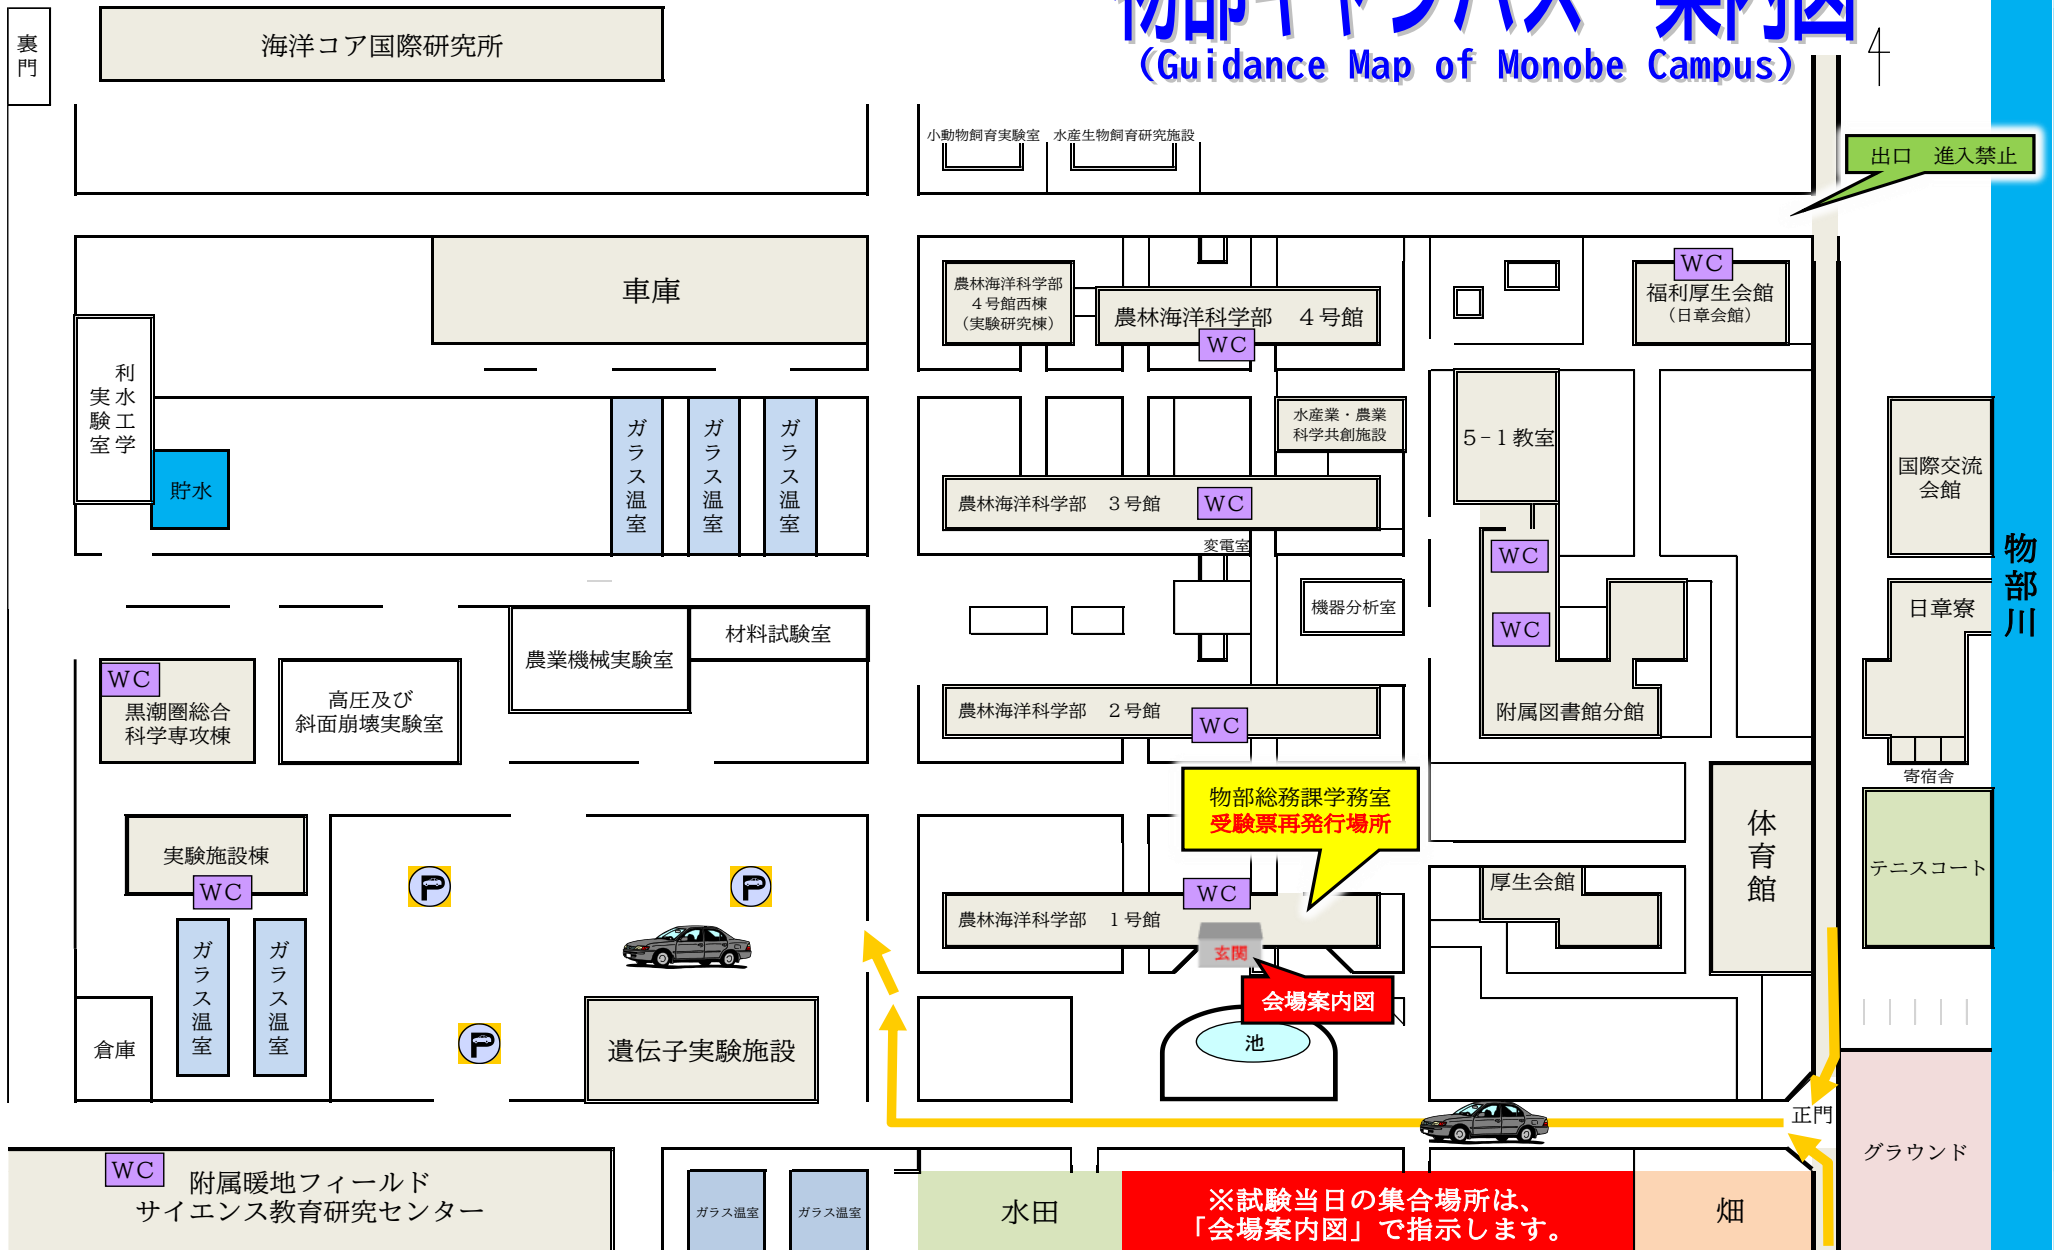 物部キャンパス　案内図
（Guidance Map of Monobe Campus）
裏門
海洋コア国際研究所
小動物飼育実験室
水産生物飼育研究施設
出口　進入禁止
車庫
農林海洋科学部
４号館西棟
（実験研究棟）
農林海洋科学部　４号館
WC
WC
福利厚生会館
（日章会館）
利水工学
実験室
貯水
ガラス温室
ガラス温室
ガラス温室
水産業・農業
科学共創施設
５-１教室
国際交流
会館
農林海洋科学部　３号館
WC
変電室
WC
物部川
機器分析室
WC
日章寮
材料試験室
農業機械実験室
WC
黒潮圏総合
科学専攻棟
高圧及び
斜面崩壊実験室
農林海洋科学部　２号館
WC
附属図書館分館
寄宿舎
物部総務課学務室
受験票再発行場所
体育館
テニスコート
実験施設棟
WC
P
P
WC
厚生会館
農林海洋科学部　１号館
玄関
会場案内図
ガラス温室
ガラス温室
倉庫
P
遺伝子実験施設
池
正門
グラウンド
WC
附属暖地フィールド
サイエンス教育研究センター
ガラス温室
ガラス温室
水田
※試験当日の集合場所は、
「会場案内図」で指示します。
畑